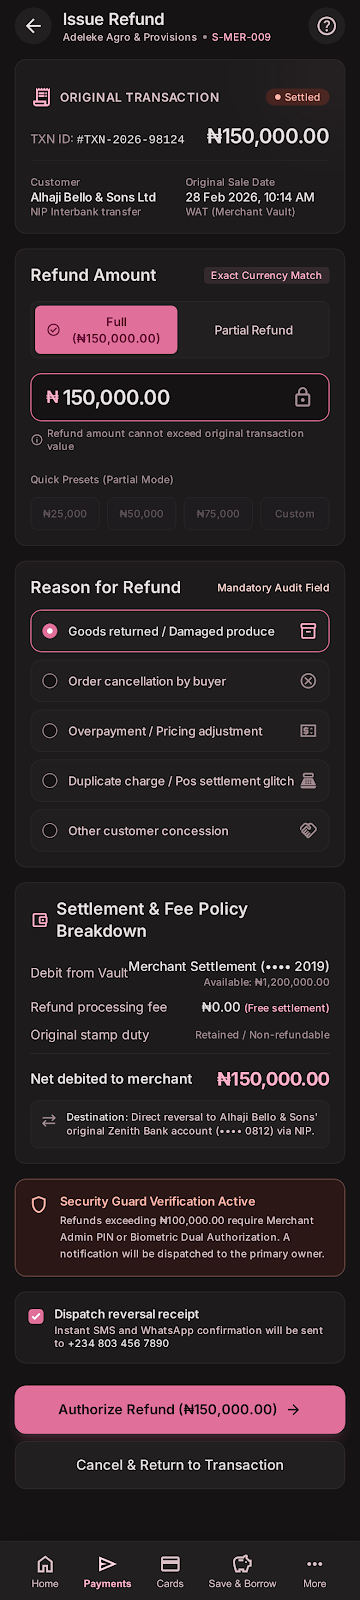 Issue Refund
Adeleke Agro & Provisions • S-MER-009
ORIGINAL TRANSACTION
Settled
TXN ID: #TXN-2026-98124
₦150,000.00
Customer
Alhaji Bello & Sons Ltd
NIP Interbank transfer
Original Sale Date
28 Feb 2026, 10:14 AM
WAT (Merchant Vault)
Refund Amount
Exact Currency Match
Full
(₦150,000.00)
Partial Refund
₦ 150,000.00
Refund amount cannot exceed original transaction
value
Quick Presets (Partial Mode)
₦25,000
₦50,000
₦75,000
Custom
Reason for Refund
Mandatory Audit Field
Goods returned / Damaged produce
Order cancellation by buyer
Overpayment / Pricing adjustment
Duplicate charge / Pos settlement glitch
Other customer concession
Settlement & Fee Policy
Breakdown
Debit from Vault
Merchant Settlement (•••• 2019)
Available: ₦1,200,000.00
Refund processing fee
₦0.00 (Free settlement)
Original stamp duty
Retained / Non-refundable
Net debited to merchant
₦150,000.00
Destination: Direct reversal to Alhaji Bello & Sons'
original Zenith Bank account (•••• 0812) via NIP.
Security Guard Verification Active
Refunds exceeding ₦100,000.00 require Merchant
Admin PIN or Biometric Dual Authorization. A
notification will be dispatched to the primary owner.
Dispatch reversal receipt
Instant SMS and WhatsApp confirmation will be sent
to +234 803 456 7890
Authorize Refund (₦150,000.00) →
Cancel & Return to Transaction
Home
Payments
Cards
Save & Borrow
More